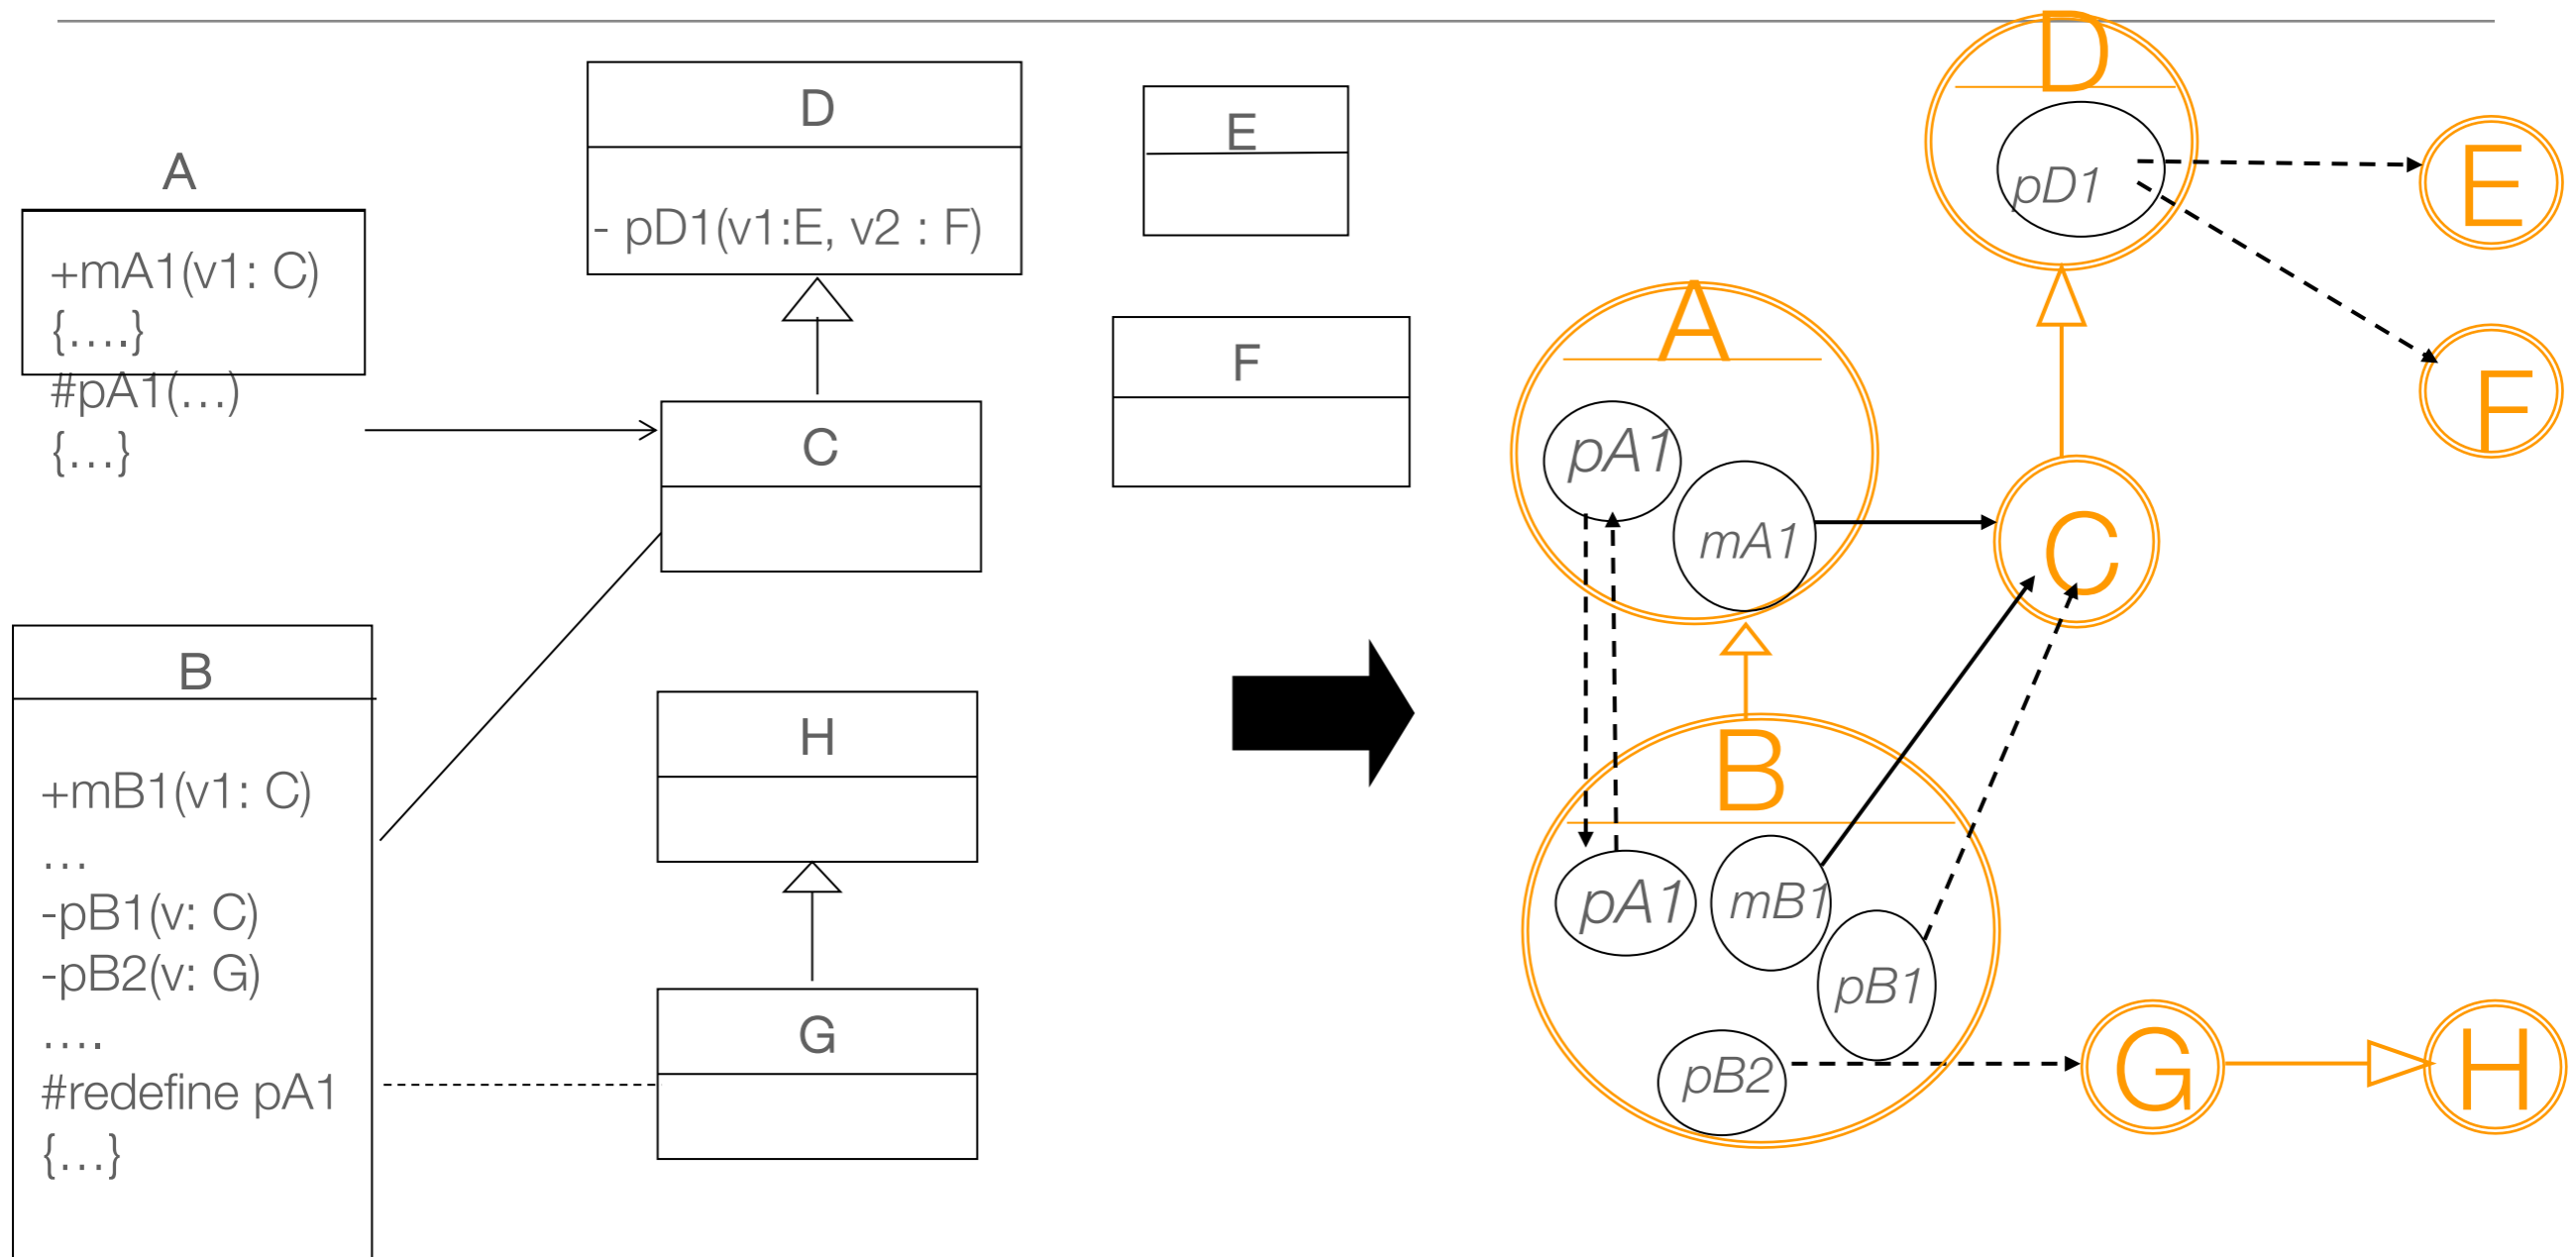 A
+mA1(v1: C)
{....}
#pA1(...)
{...}
D
- pD1(v1:E, v2 : F)
E
F
C
B
+mB1(v1: C)
...
-pB1(v: C)
-pB2(v: G)
....
#redefine pA1
{...}
H
G
D
pD1
E
F
A
pA1
mA1
C
B
pA1
mB1
pB1
pB2
G
H